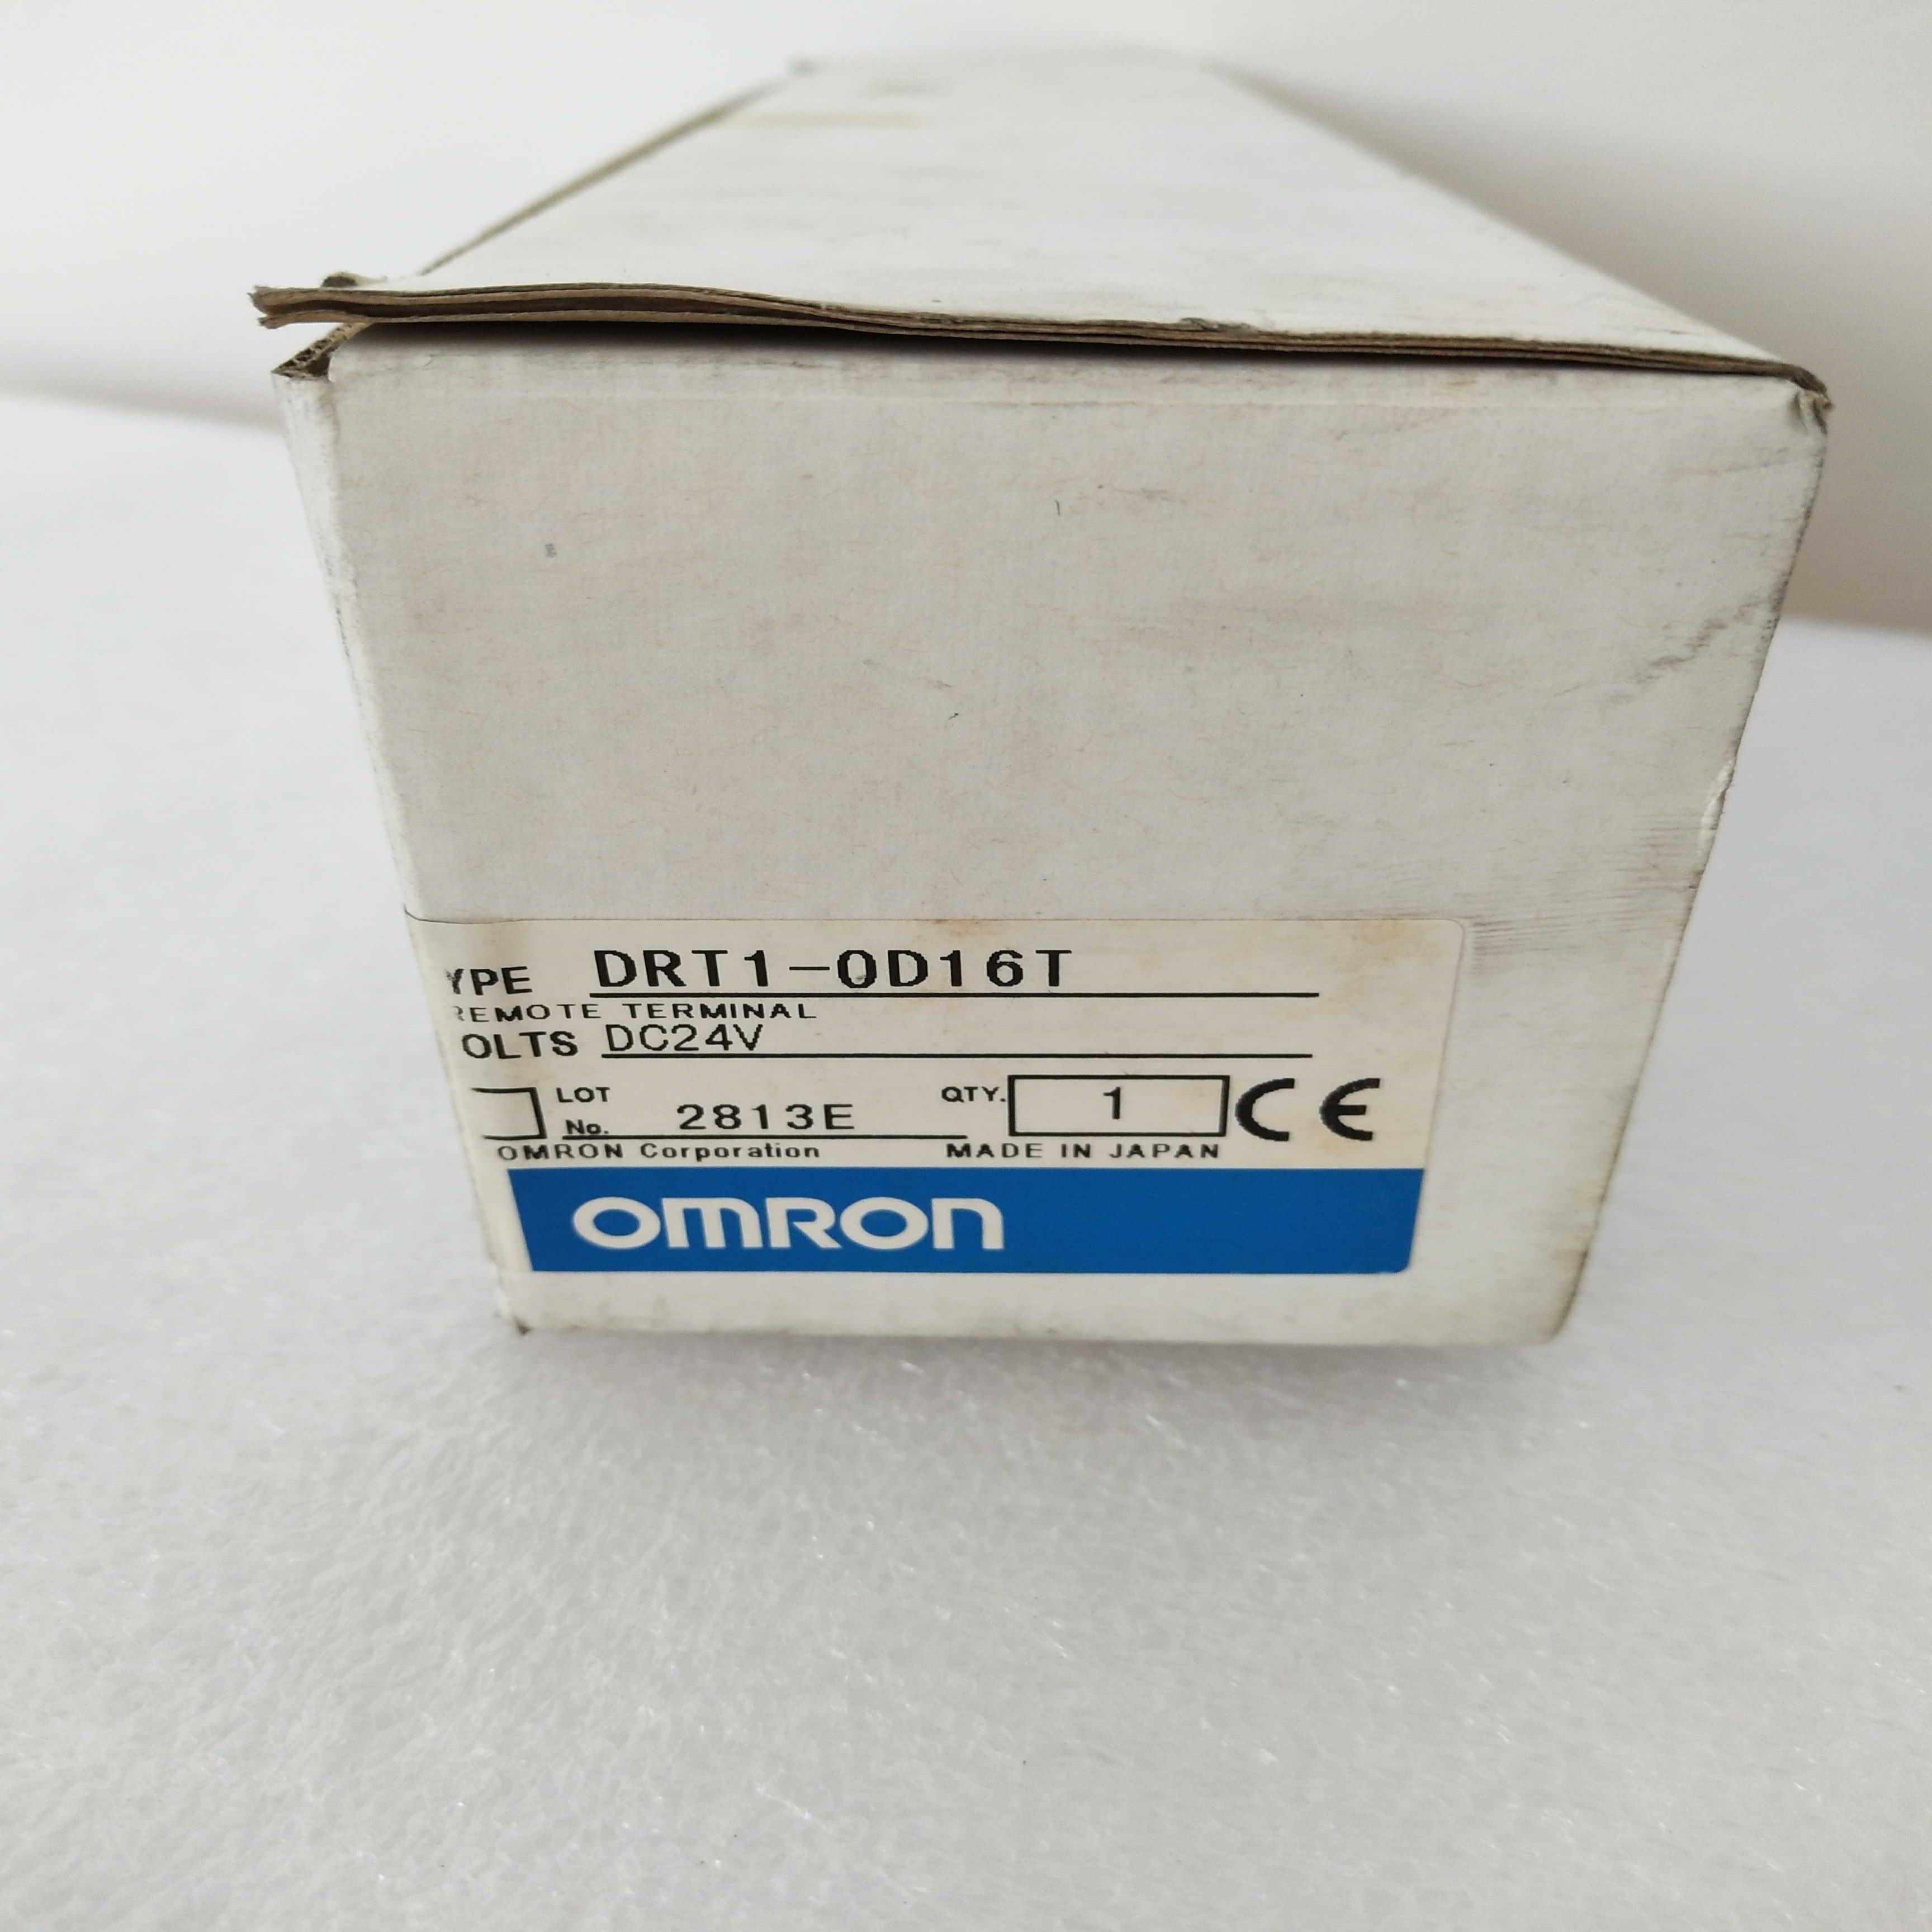 YPE DRT1-OD16T
REMOTE TERMINAL
OLTS DC24V
LOT No. 2813E QTY. 1 CE
OMRON Corporation MADE IN JAPAN
OMRON